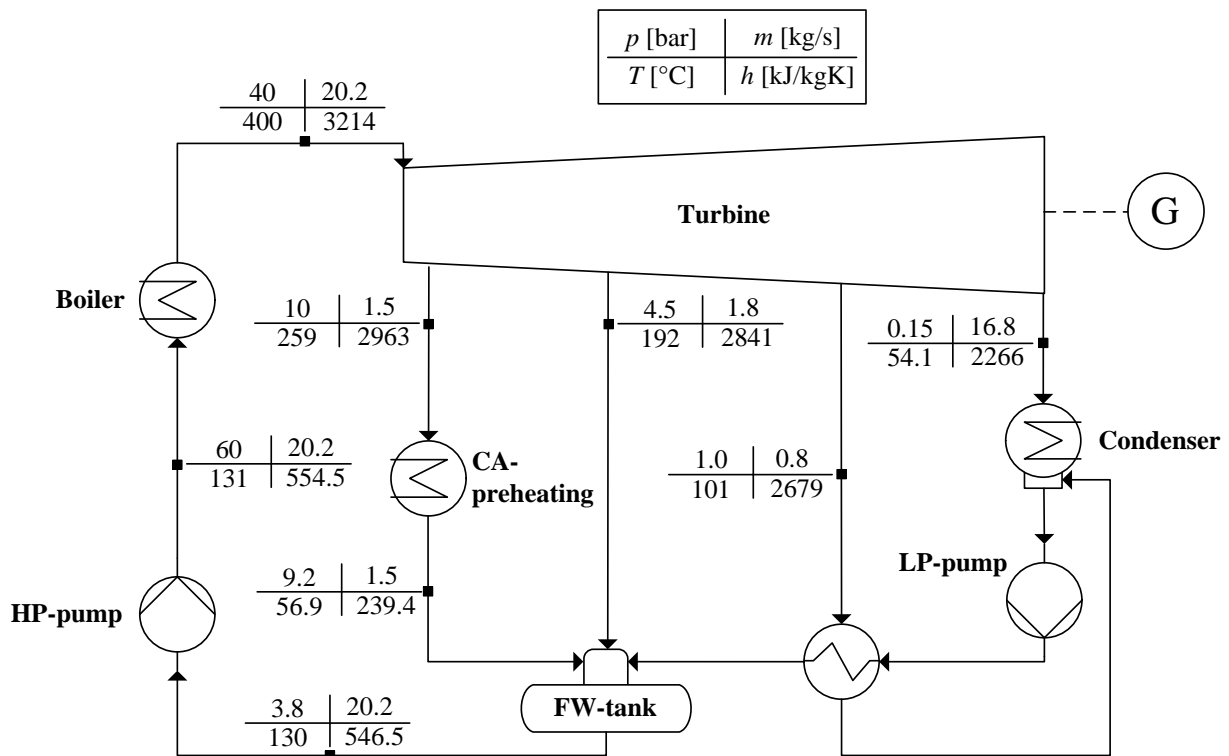 p [bar] m [kg/s]
T [°C] h [kJ/kgK]
40 20.2
400 3214
Turbine
G
Boiler
10 1.5
259 2963
4.5 1.8
192 2841
0.15 16.8
54.1 2266
60 20.2
131 554.5
CA-
preheating
1.0 0.8
101 2679
Condenser
HP-pump
9.2 1.5
56.9 239.4
LP-pump
FW-tank
3.8 20.2
130 546.5